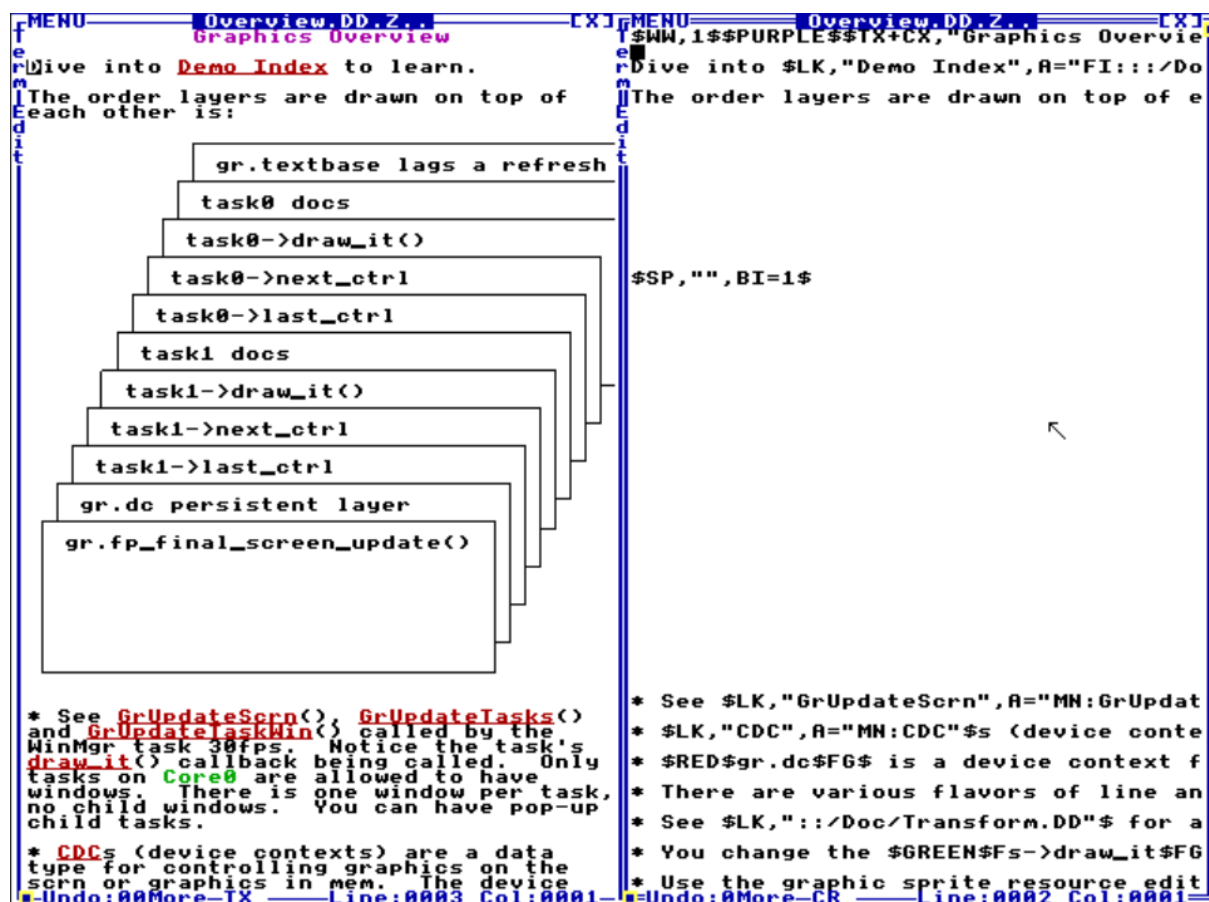 MENU Overview.DD.Z.. [X]
Graphics Overview
Dive into Demo Index to learn.
The order layers are drawn on top of
each other is:
gr.textbase lags a refresh
task0 docs
task0->draw_it()
task0->next_ctrl
task0->last_ctrl
task1 docs
task1->draw_it()
task1->next_ctrl
task1->last_ctrl
gr.dc persistent layer
gr.fp_final_screen_update()
* See GrUpdateScrn(), GrUpdateTasks()
and GrUpdateTaskWin() called by the
WinMgr task 30fps. Notice the task's
draw_it() callback being called. Only
tasks on Core0 are allowed to have
windows. There is one window per task,
no child windows. You can have pop-up
child tasks.
* CDCs (device contexts) are a data
type for controlling graphics on the
scrn or graphics in mem. The device
Undo:00More-TX Line:0003 Col:0001
TermEdit
MENU Overview.DD.Z.. [X]
$WW,1$$PURPLE$$TX+CX,"Graphics Overvie
Dive into $LK,"Demo Index",A="FI:::/Do
The order layers are drawn on top of e
$SP,"",BI=1$
* See $LK,"GrUpdateScrn",A="MN:GrUpdat
* $LK,"CDC",A="MN:CDC"$s (device conte
* $RED$gr.dc$FG$ is a device context f
* There are various flavors of line an
* See $LK,"::/Doc/Transform.DD"$ for a
* You change the $GREEN$Fs->draw_it$FG
* Use the graphic sprite resource edit
Undo:0More-CR Line:0002 Col:0001
TermEdit